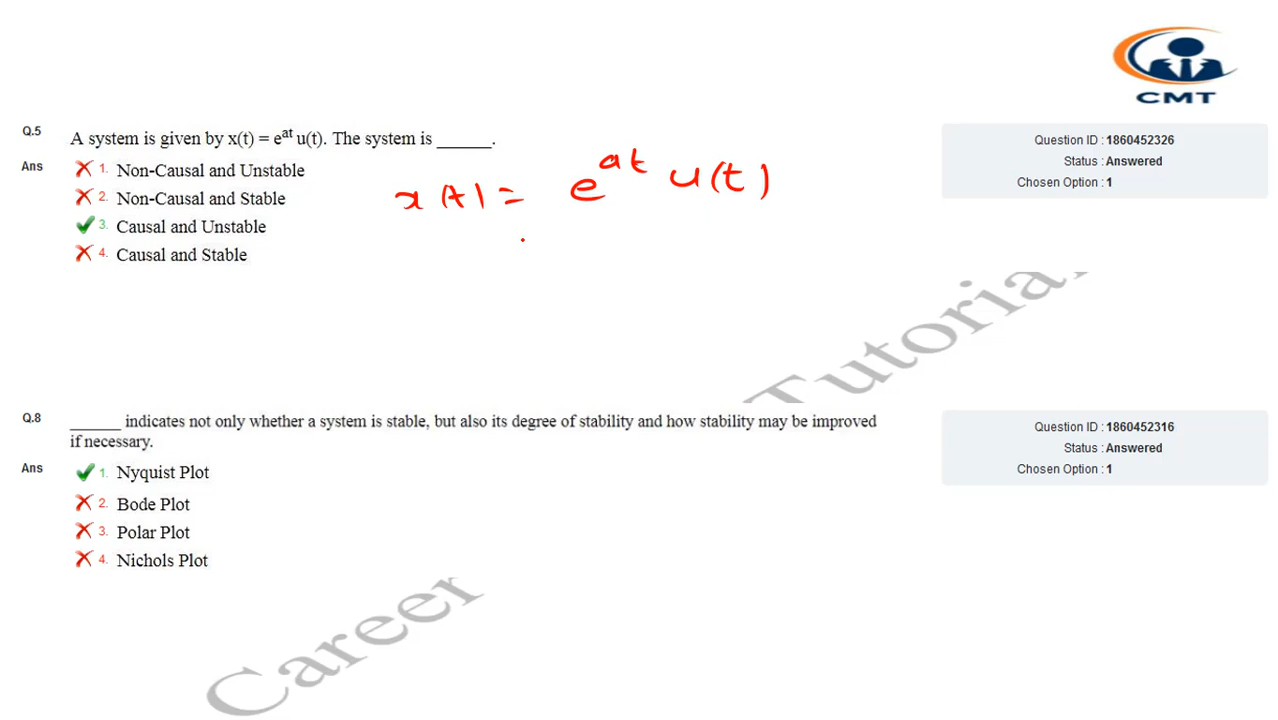 CMT
Q.5 A system is given by x(t) = e^at u(t). The system is ______.
Question ID : 1860452326
Status : Answered
Chosen Option : 1
Ans 1. Non-Causal and Unstable
2. Non-Causal and Stable
3. Causal and Unstable
4. Causal and Stable
x(t) = e^at u(t)
Tutorial
Q.8 ______ indicates not only whether a system is stable, but also its degree of stability and how stability may be improved
if necessary.
Question ID : 1860452316
Status : Answered
Chosen Option : 1
Ans 1. Nyquist Plot
2. Bode Plot
3. Polar Plot
4. Nichols Plot
Career